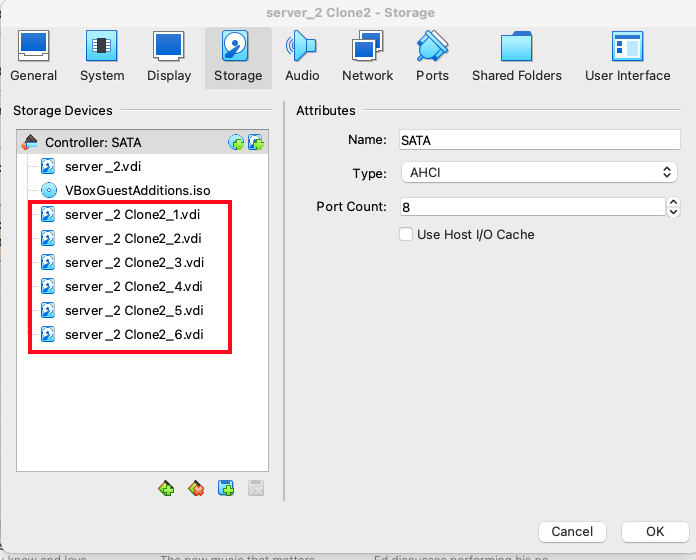 server_2 Clone2 - Storage
General System Display Storage Audio Network Ports Shared Folders User Interface
Storage Devices
Controller: SATA
server_2.vdi
VBoxGuestAdditions.iso
server_2 Clone2_1.vdi
server_2 Clone2_2.vdi
server_2 Clone2_3.vdi
server_2 Clone2_4.vdi
server_2 Clone2_5.vdi
server_2 Clone2_6.vdi
Attributes
Name: SATA
Type: AHCI
Port Count: 8
Use Host I/O Cache
Cancel OK